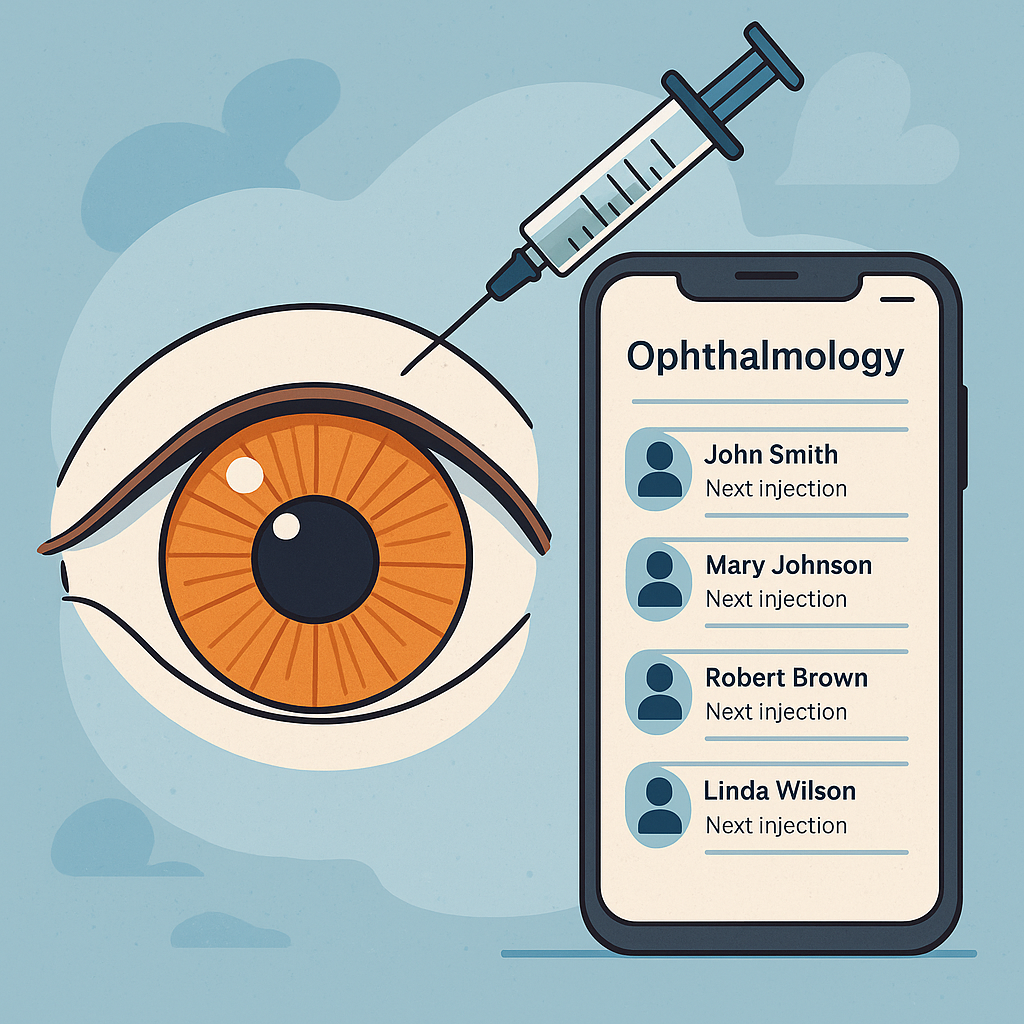 Ophthalmology
John Smith
Next injection
Mary Johnson
Next injection
Robert Brown
Next injection
Linda Wilson
Next injection